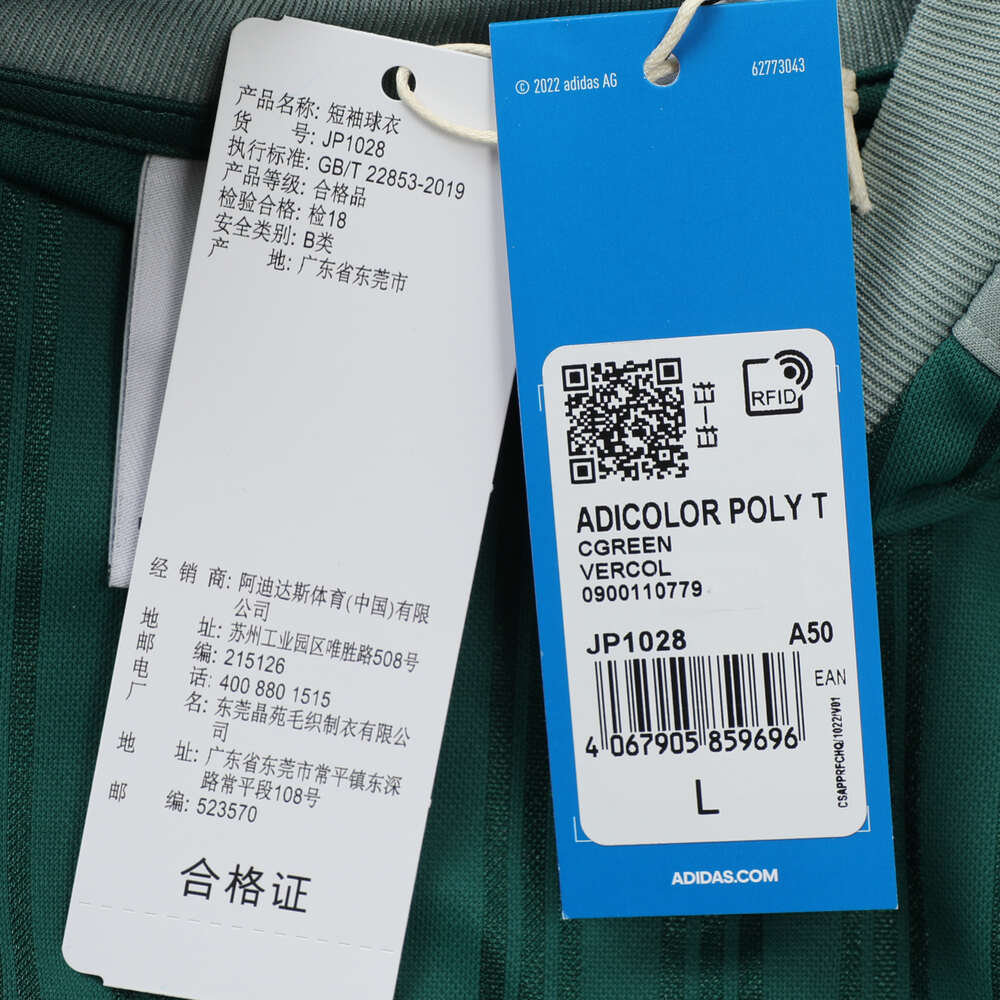 产品名称: 短袖球衣
货 号: JP1028
执行标准: GB/T 22853-2019
产品等级: 合格品
检验合格: 检18
安全类别: B类
产 地: 广东省东莞市
经 销 商: 阿迪达斯体育(中国)有限
公司
地 址: 苏州工业园区唯胜路508号
邮 编: 215126
电 话: 400 880 1515
厂 名: 东莞晶苑毛织制衣有限公
司
地 址: 广东省东莞市常平镇东深
路常平段108号
邮 编: 523570
合格证
© 2022 adidas AG
62773043
扫一扫
RFID
ADICOLOR POLY T
CGREEN
VERCOL
0900110779
JP1028 A50
EAN
4 067905 859696
L
CSAPPRFCHQ/1022/V01
ADIDAS.COM